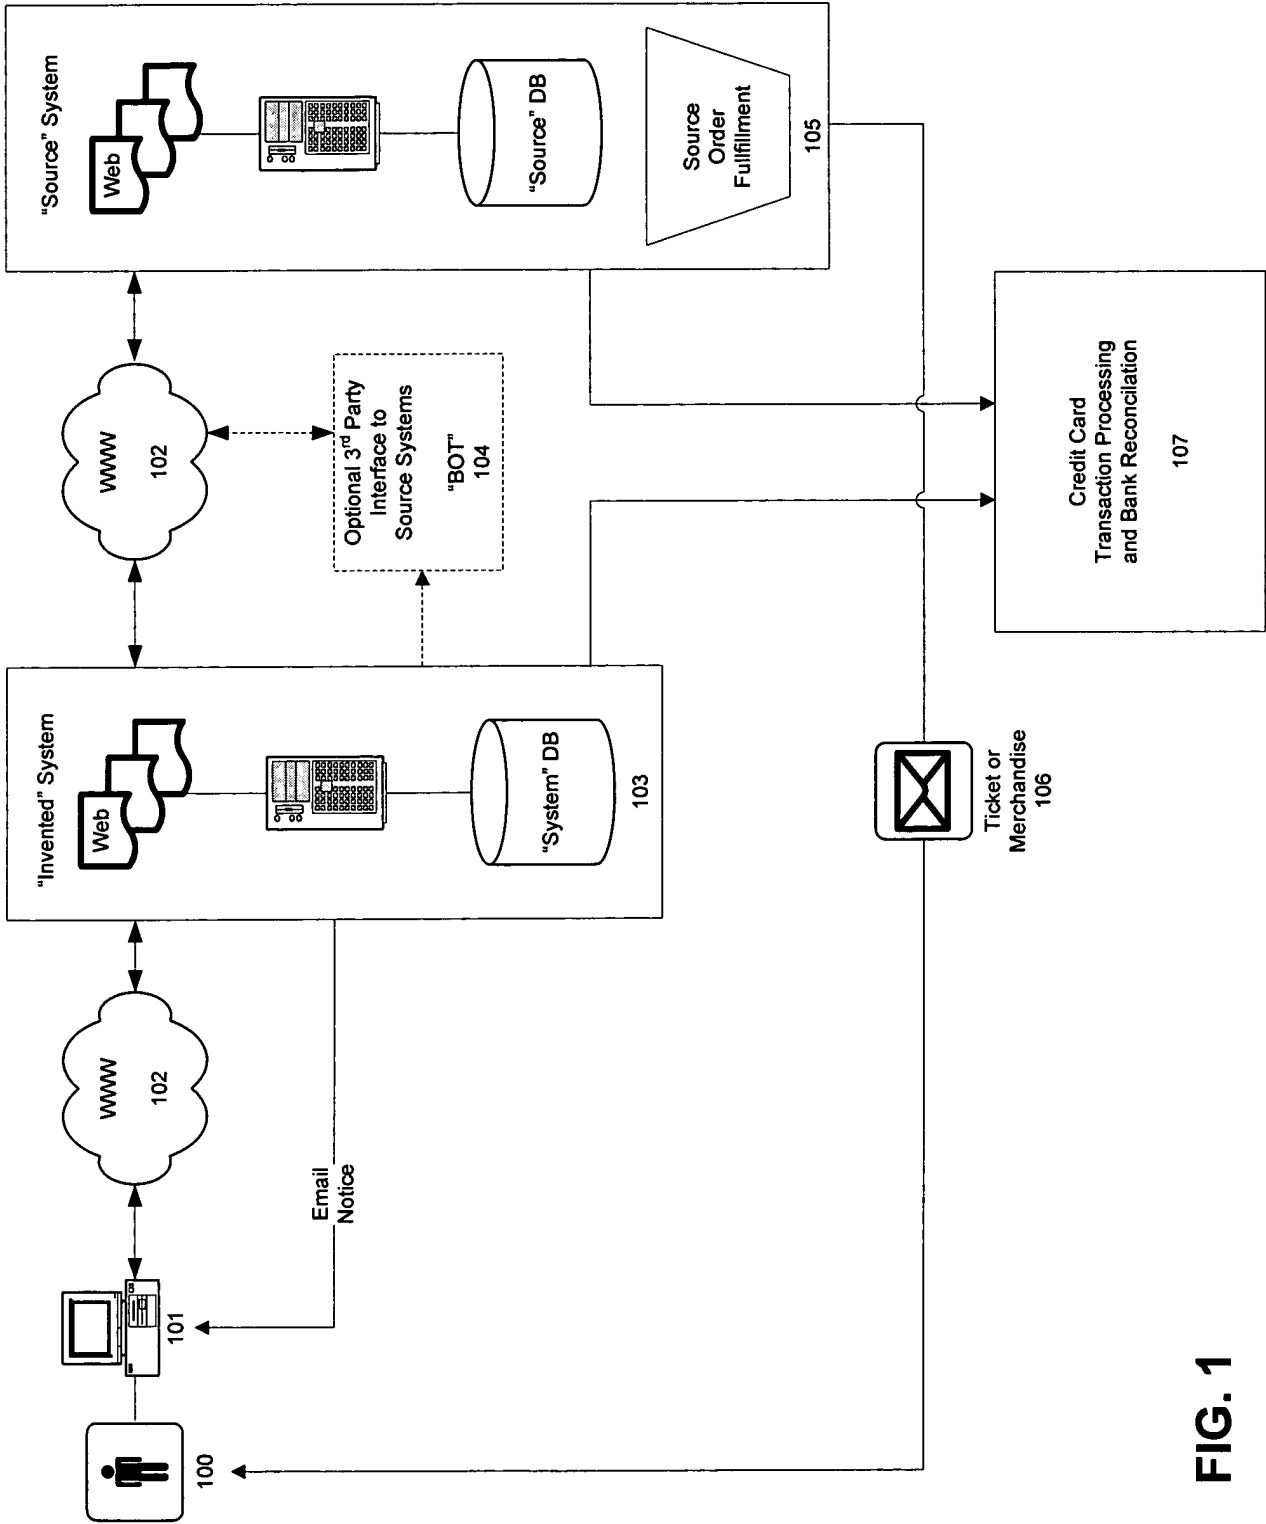 "Invented" System
Web
"System" DB
103
"Source" System
Web
"Source" DB
Source
Order
Fullfillment
105
WWW
102
WWW
102
Optional 3rd Party
Interface to
Source Systems
"BOT"
104
101
100
Email
Notice
Ticket or
Merchandise
106
Credit Card
Transaction Processing
and Bank Reconcilation
107
FIG. 1